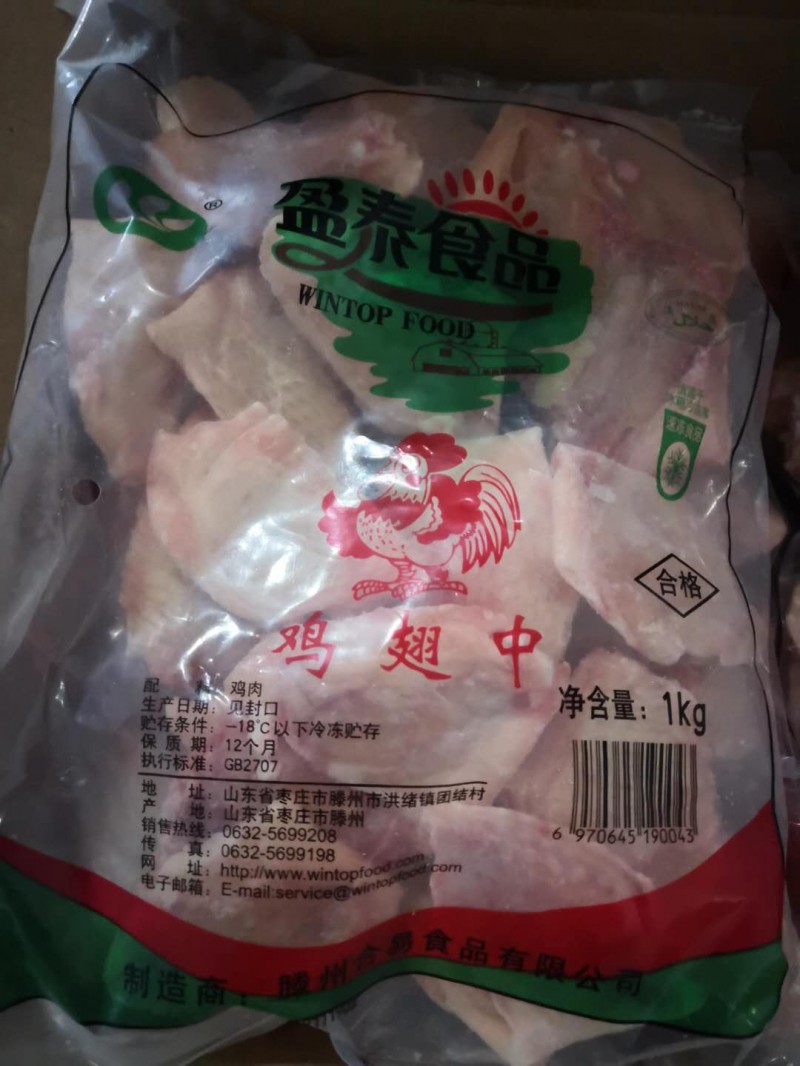 ®
盈泰食品
WINTOP FOOD
速冻食品
合格
鸡翅中
配 料：鸡肉
生产日期：见封口
贮存条件：-18℃以下冷冻贮存
保 质 期：12个月
执行标准：GB2707
净含量：1kg
地 址：山东省枣庄市滕州市洪绪镇团结村
产 地：山东省枣庄市滕州
销售热线：0632-5699208
传 真：0632-5699198
网 址：http://www.wintopfood.com
电子邮箱：E-mail:service@wintopfood.com
6 970645 190043
制造商：滕州合易食品有限公司